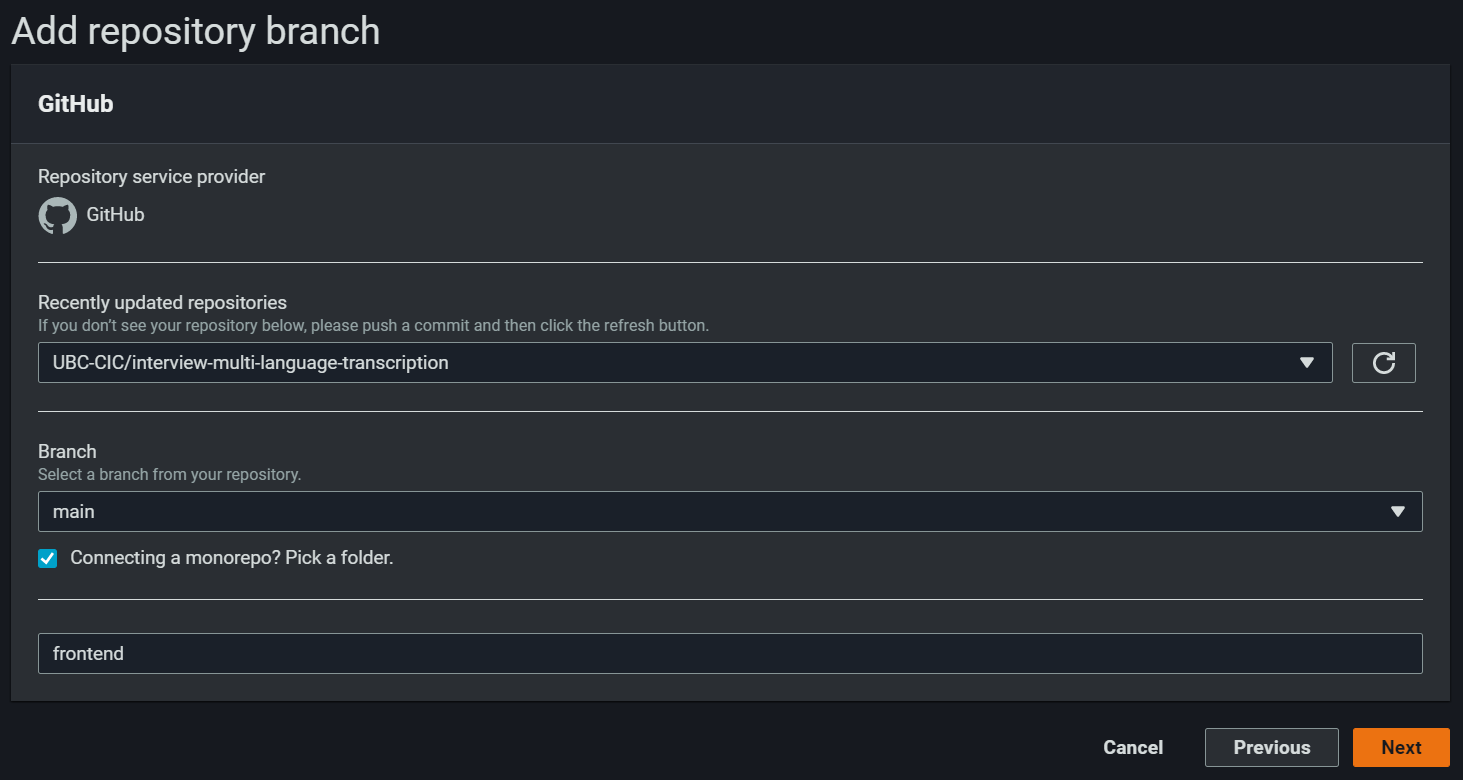 Add repository branch
GitHub
Repository service provider
GitHub
Recently updated repositories
If you don't see your repository below, please push a commit and then click the refresh button.
UBC-CIC/interview-multi-language-transcription
Branch
Select a branch from your repository.
main
Connecting a monorepo? Pick a folder.
frontend
Cancel Previous Next